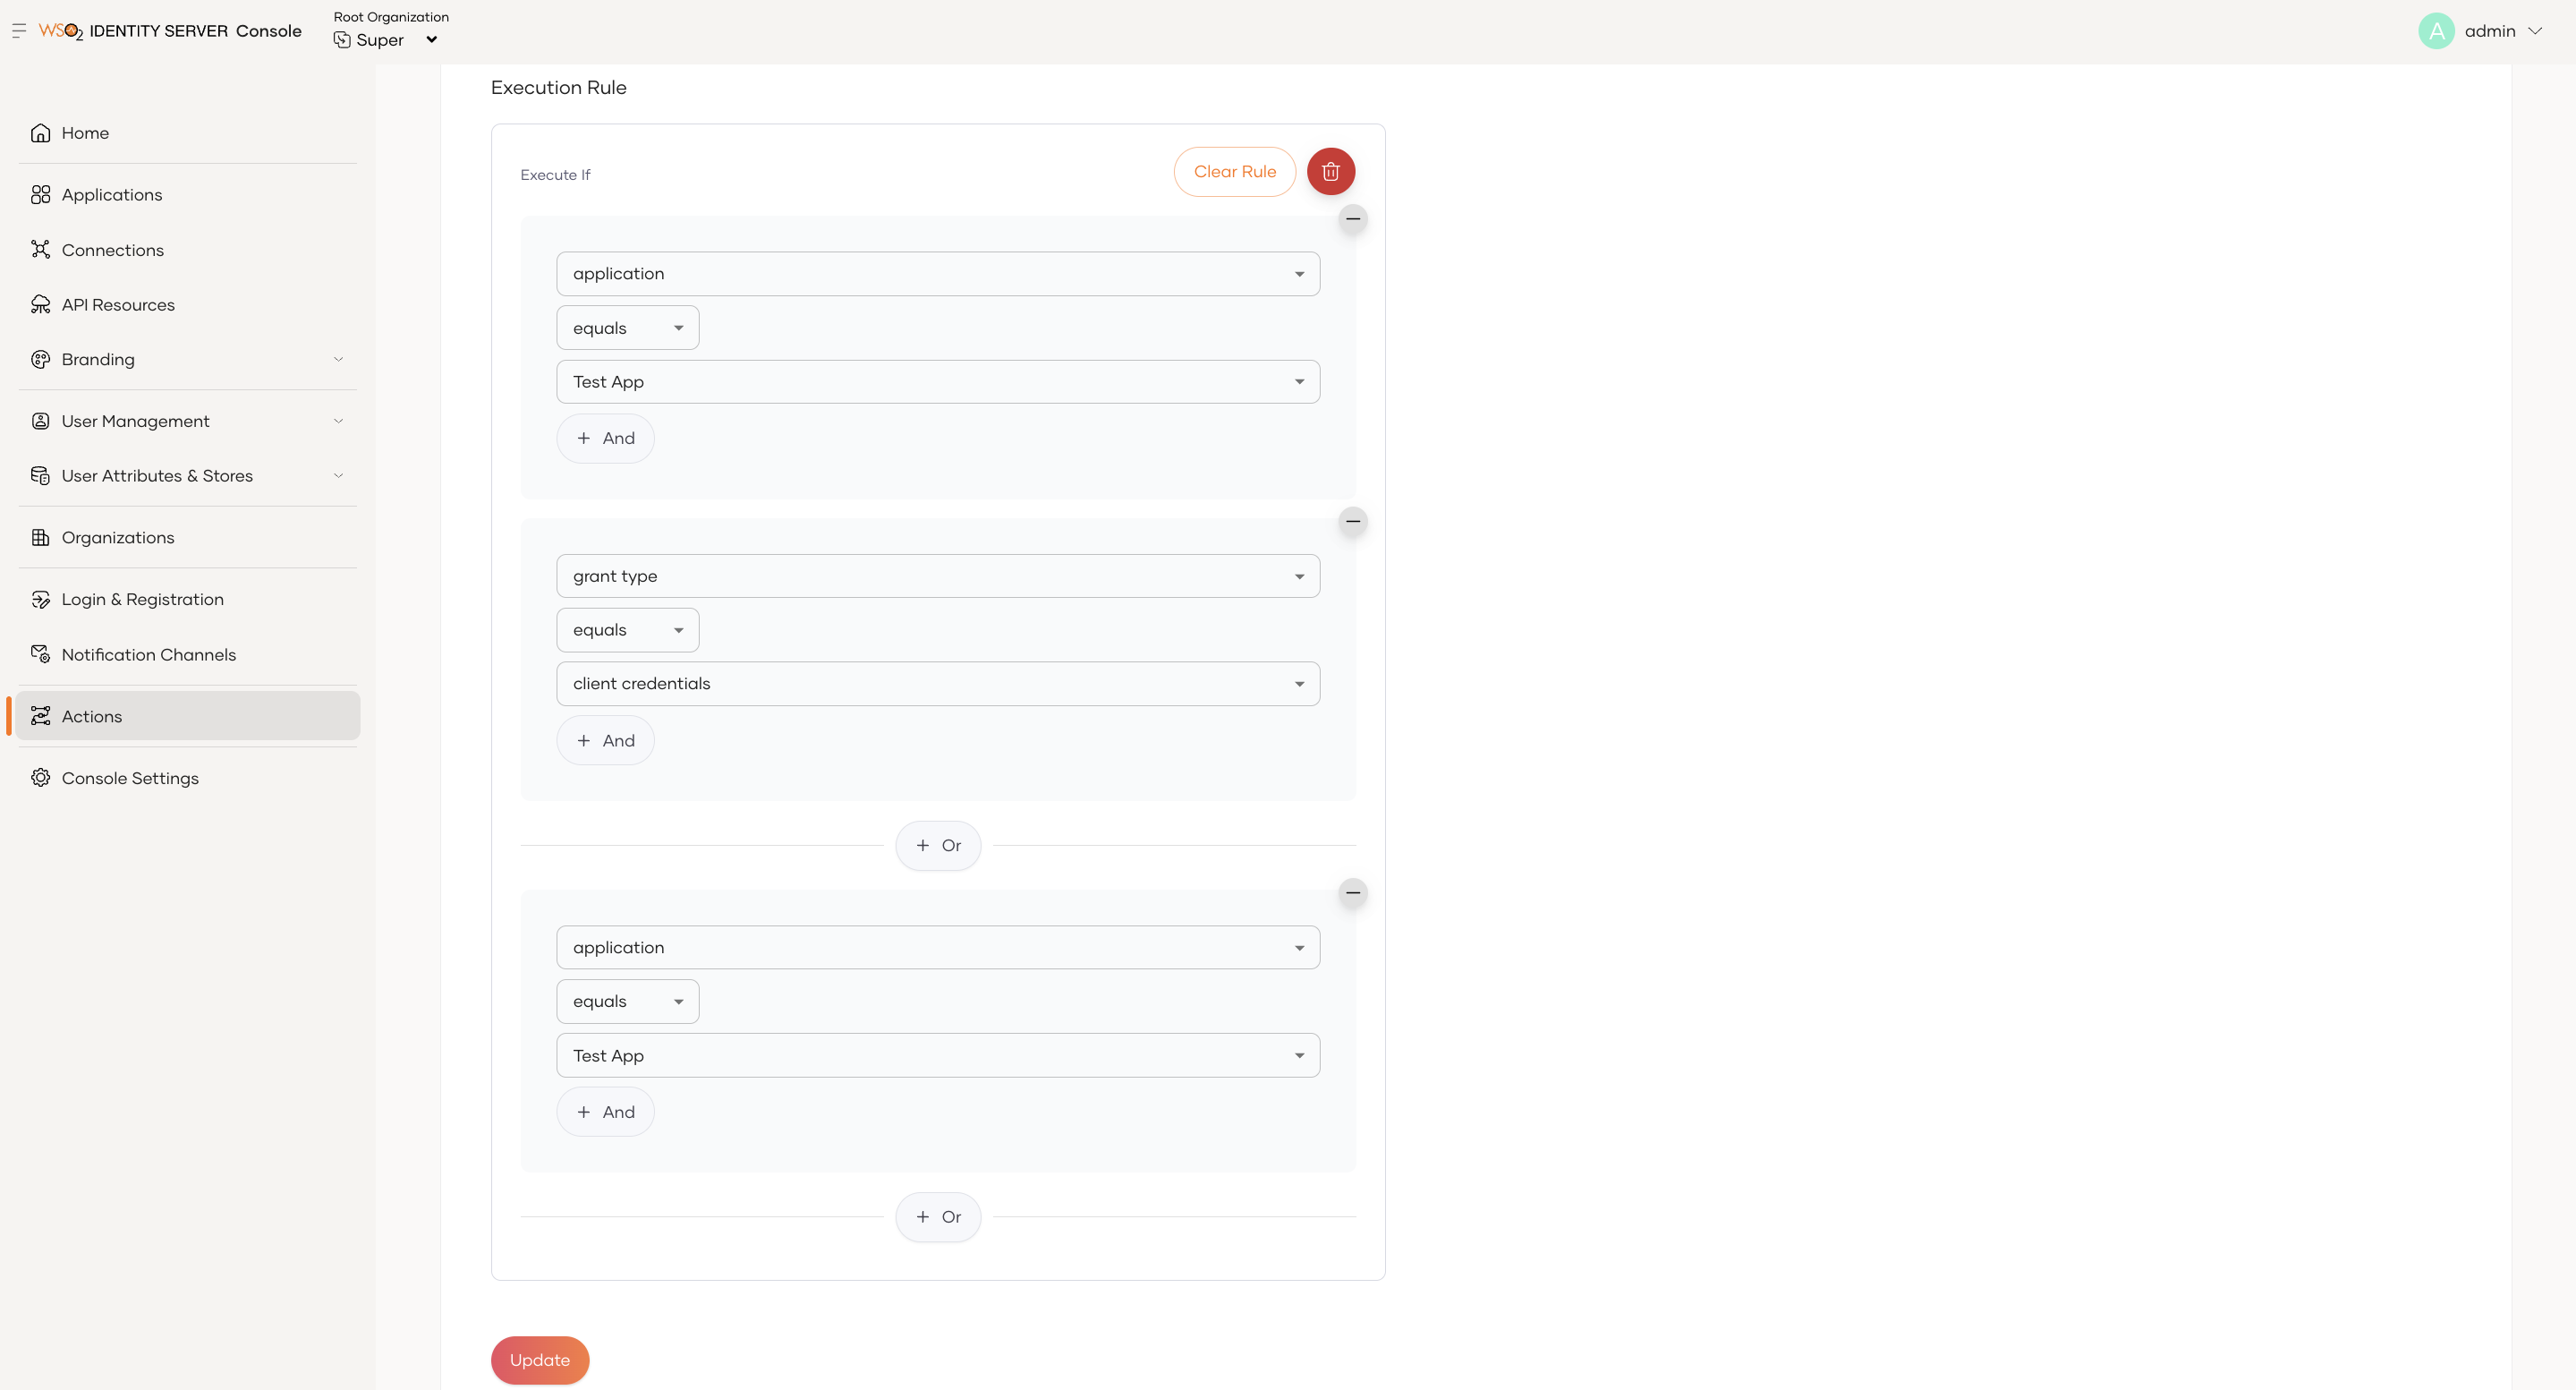 WSO2 IDENTITY SERVER Console
Root Organization
Super
A
admin
Home
Applications
Connections
API Resources
Branding
User Management
User Attributes & Stores
Organizations
Login & Registration
Notification Channels
Actions
Console Settings
Execution Rule
Execute If
Clear Rule
application
equals
Test App
+ And
grant type
equals
client credentials
+ And
+ Or
application
equals
Test App
+ And
+ Or
Update